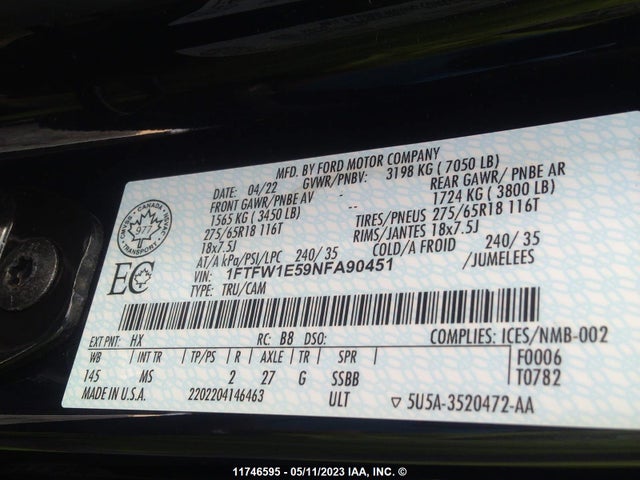 MFD. BY FORD MOTOR COMPANY
DATE: 04/22 GVWR/PNBV: 3198 KG ( 7050 LB)
FRONT GAWR/PNBE AV REAR GAWR/ PNBE AR
1565 KG ( 3450 LB) -- 1724 KG ( 3800 LB)
275/65R18 116T TIRES/PNEUS 275/65R18 116T
18x7.5J RIMS/JANTES 18x7.5J
AT/A kPa/PSI/LPC 240/ 35 COLD/A FROID 240/ 35
VIN: 1FTFW1E59NFA90451 /JUMELEES
TYPE: TRU/CAM
CANADA
977
TRANSPORT
EC
EXT PNT: HX RC: B8 DSO: COMPLIES: ICES/NMB-002
WB INT TR TP/PS R AXLE TR SPR F0006
145 MS 2 27 G SSBB T0782
MADE IN U.S.A. 2202204146463 ULT ▽ 5U5A-3520472-AA
11746595 - 05/11/2023 IAA, INC. ©